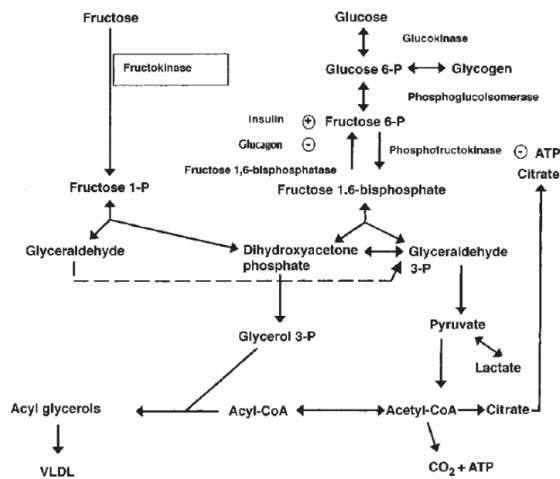 Fructose
Glucose
Glucokinase
Fructokinase
Glucose 6-P
Glycogen
Phosphoglucoisomerase
Insulin + Fructose 6-P
Glucagon -
Phosphofructokinase - ATP
Citrate
Fructose 1,6-bisphosphatase
Fructose 1-P
Fructose 1.6-bisphosphate
Glyceraldehyde
Dihydroxyacetone
phosphate
Glyceraldehyde
3-P
Pyruvate
Glycerol 3-P
Lactate
Acyl glycerols
Acyl-CoA
Acetyl-CoA
Citrate
VLDL
CO2 + ATP